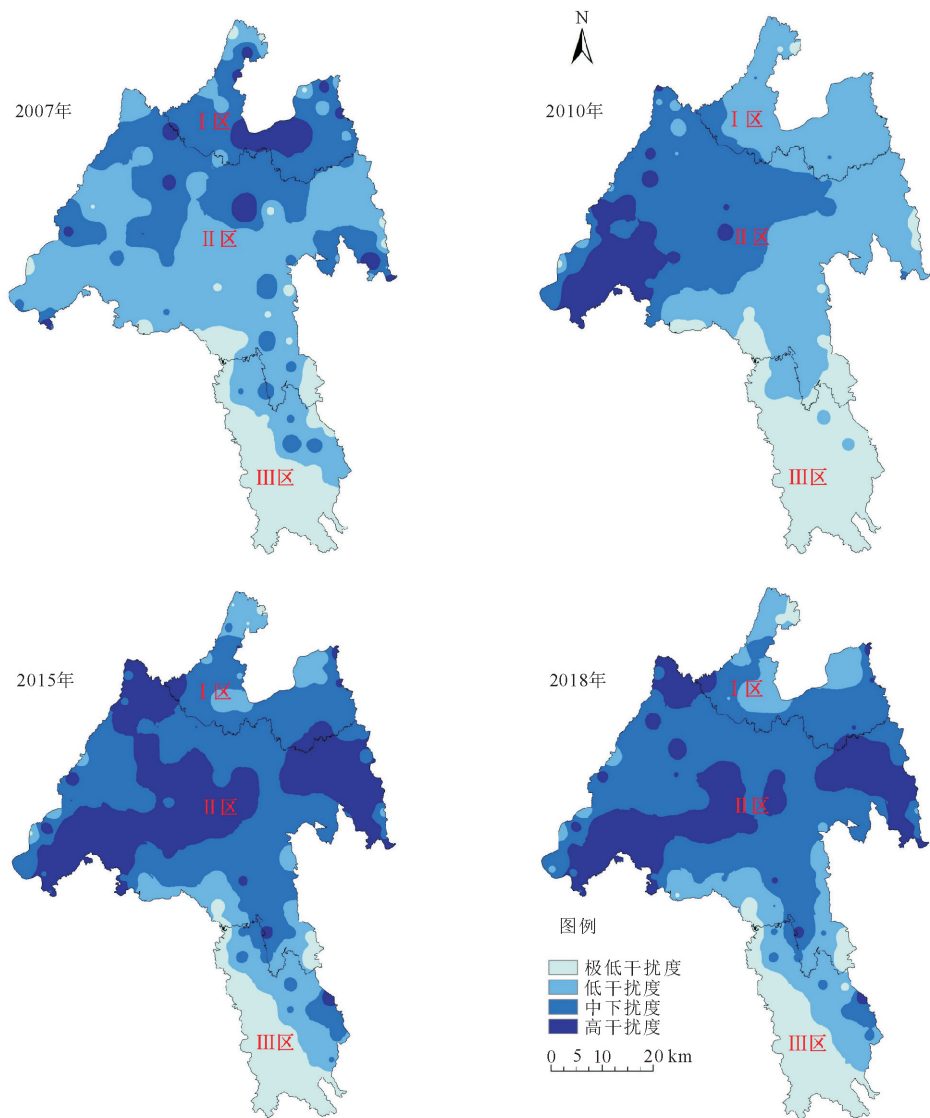 N
2007年
I区
II区
III区
2010年
I区
II区
III区
2015年
I区
II区
III区
2018年
I区
II区
III区
图例
极低干扰度
低干扰度
中下扰度
高干扰度
0 5 10 20 km